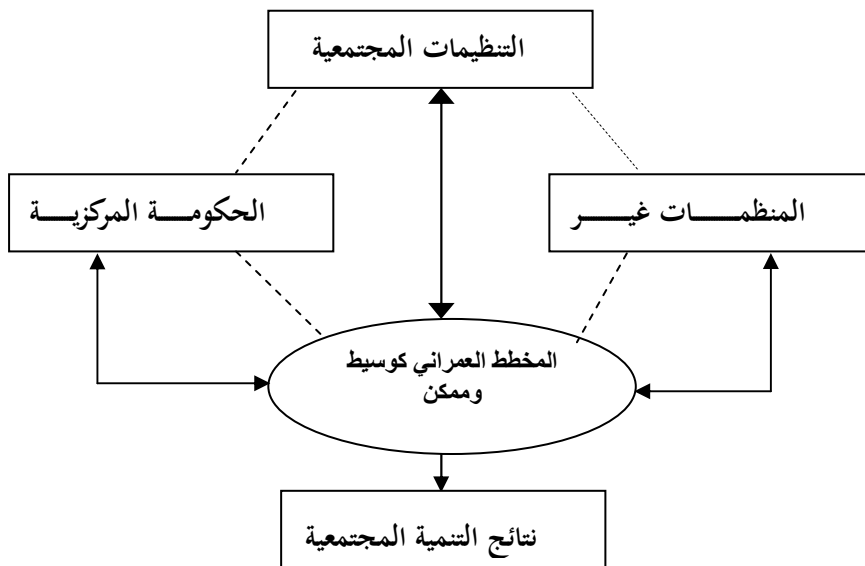 التنظيمات المجتمعية
الحكومة المركزية
المنظمات غير
المخطط العمراني كوسيط
وممكن
نتائج التنمية المجتمعية